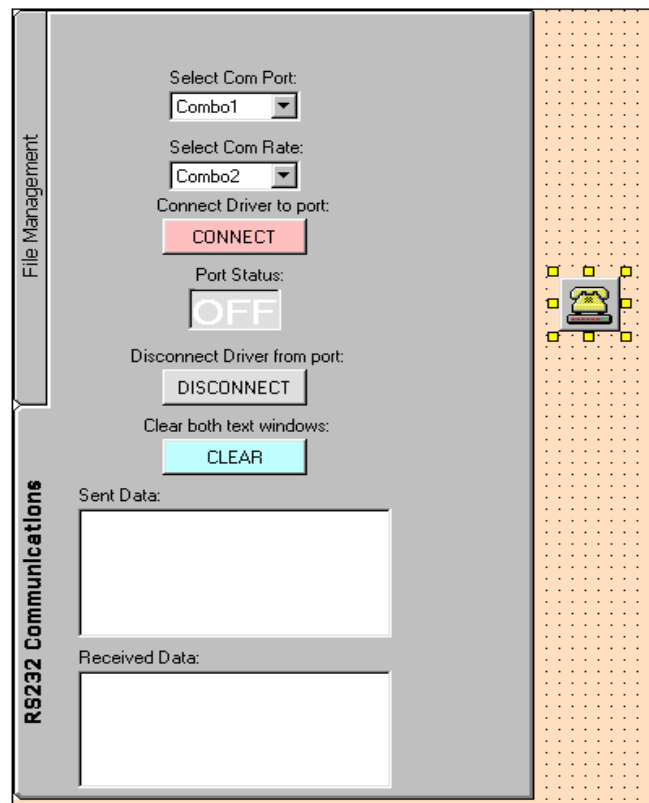 File Management
RS232 Communications
Select Com Port:
Combo1
Select Com Rate:
Combo2
Connect Driver to port:
CONNECT
Port Status:
OFF
Disconnect Driver from port:
DISCONNECT
Clear both text windows:
CLEAR
Sent Data:
Received Data: